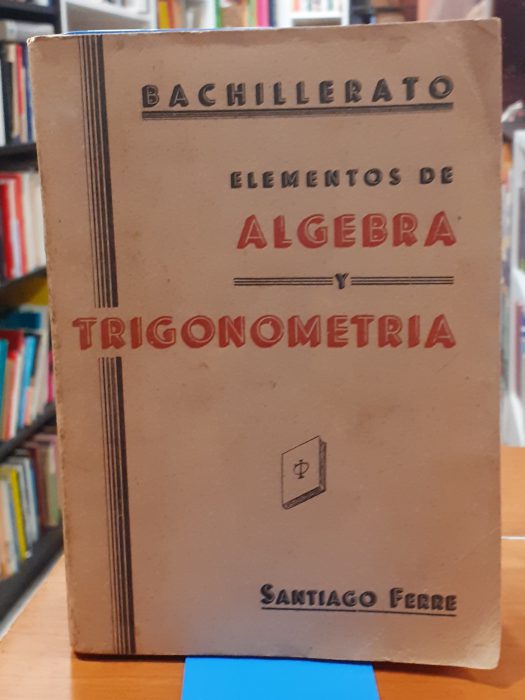 BACHILLERATO
ELEMENTOS DE
ALGEBRA
Y
TRIGONOMETRIA
SANTIAGO FERRE